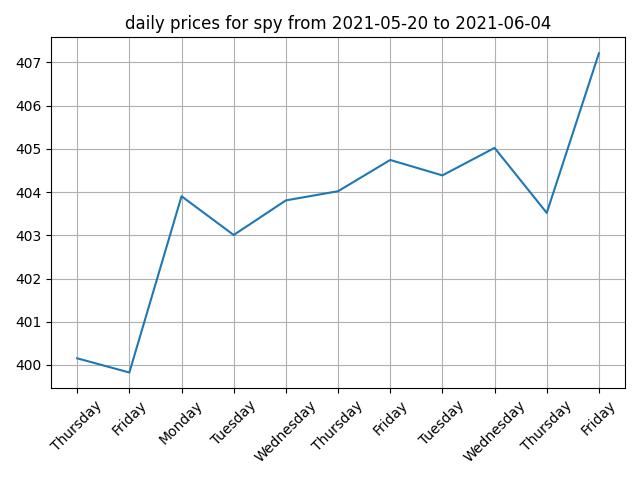 daily prices for spy from 2021-05-20 to 2021-06-04
407
406
405
404
403
402
401
400
Thursday
Friday
Monday
Tuesday
Wednesday
Thursday
Friday
Tuesday
Wednesday
Thursday
Friday